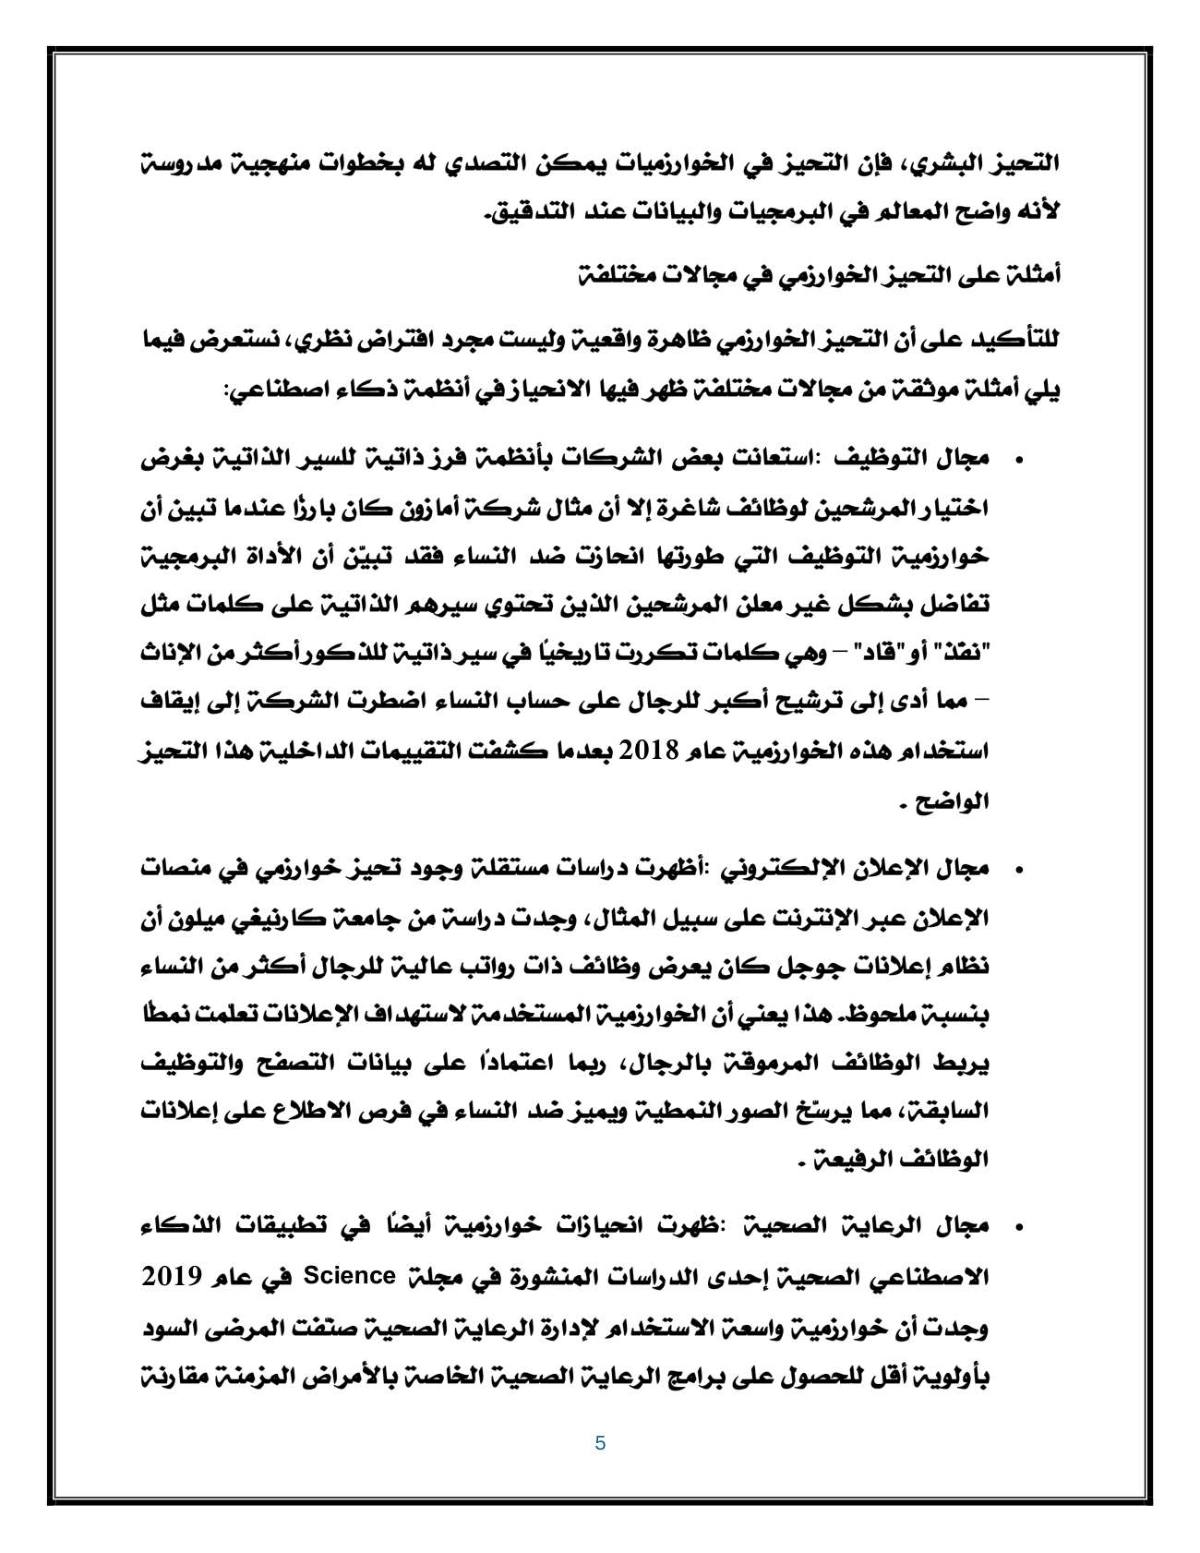 التحيز البشري، فإن التحيز في الخوارزميات يمكن التصدي له بخطوات منهجية مدروسة
لأنه واضح المعالم في البرمجيات والبيانات عند التدقيق.
أمثلة على التحيز الخوارزمي في مجالات مختلفة
للتأكيد على أن التحيز الخوارزمي ظاهرة واقعية وليست مجرد افتراض نظري، نستعرض فيما
يلي أمثلة موثقة من مجالات مختلفة ظهر فيها الانحياز في أنظمة ذكاء اصطناعي:
• مجال التوظيف :استعانت بعض الشركات بأنظمة فرز ذاتية للسير الذاتية بغرض
اختيار المرشحين لوظائف شاغرة إلا أن مثال شركة أمازون كان بارزًا عندما تبين أن
خوارزمية التوظيف التي طورتها انحازت ضد النساء فقد تبيّن أن الأداة البرمجية
تفاضل بشكل غير معلن المرشحين الذين تحتوي سيرهم الذاتية على كلمات مثل
"نفّذ" أو "قاد" – وهي كلمات تكررت تاريخيًا في سير ذاتية للذكور أكثر من الإناث
– مما أدى إلى ترشيح أكبر للرجال على حساب النساء اضطرت الشركة إلى إيقاف
استخدام هذه الخوارزمية عام 2018 بعدما كشفت التقييمات الداخلية هذا التحيز
الواضح .
• مجال الإعلان الإلكتروني :أظهرت دراسات مستقلة وجود تحيز خوارزمي في منصات
الإعلان عبر الإنترنت على سبيل المثال، وجدت دراسة من جامعة كارنيغي ميلون أن
نظام إعلانات جوجل كان يعرض وظائف ذات رواتب عالية للرجال أكثر من النساء
بنسبة ملحوظ. هذا يعني أن الخوارزمية المستخدمة لاستهداف الإعلانات تعلّمت نمطًا
يربط الوظائف المرموقة بالرجال، ربما اعتمادًا على بيانات التصفح والتوظيف
السابقة، مما يرسّخ الصور النمطية ويميز ضد النساء في فرص الاطلاع على إعلانات
الوظائف الرفيعة .
• مجال الرعاية الصحية :ظهرت انحيازات خوارزمية أيضًا في تطبيقات الذكاء
الاصطناعي الصحية إحدى الدراسات المنشورة في مجلة Science في عام 2019
وجدت أن خوارزمية واسعة الاستخدام لإدارة الرعاية الصحية صنّفت المرضى السود
بأولوية أقل للحصول على برامج الرعاية الصحية الخاصة بالأمراض المزمنة مقارنة
5